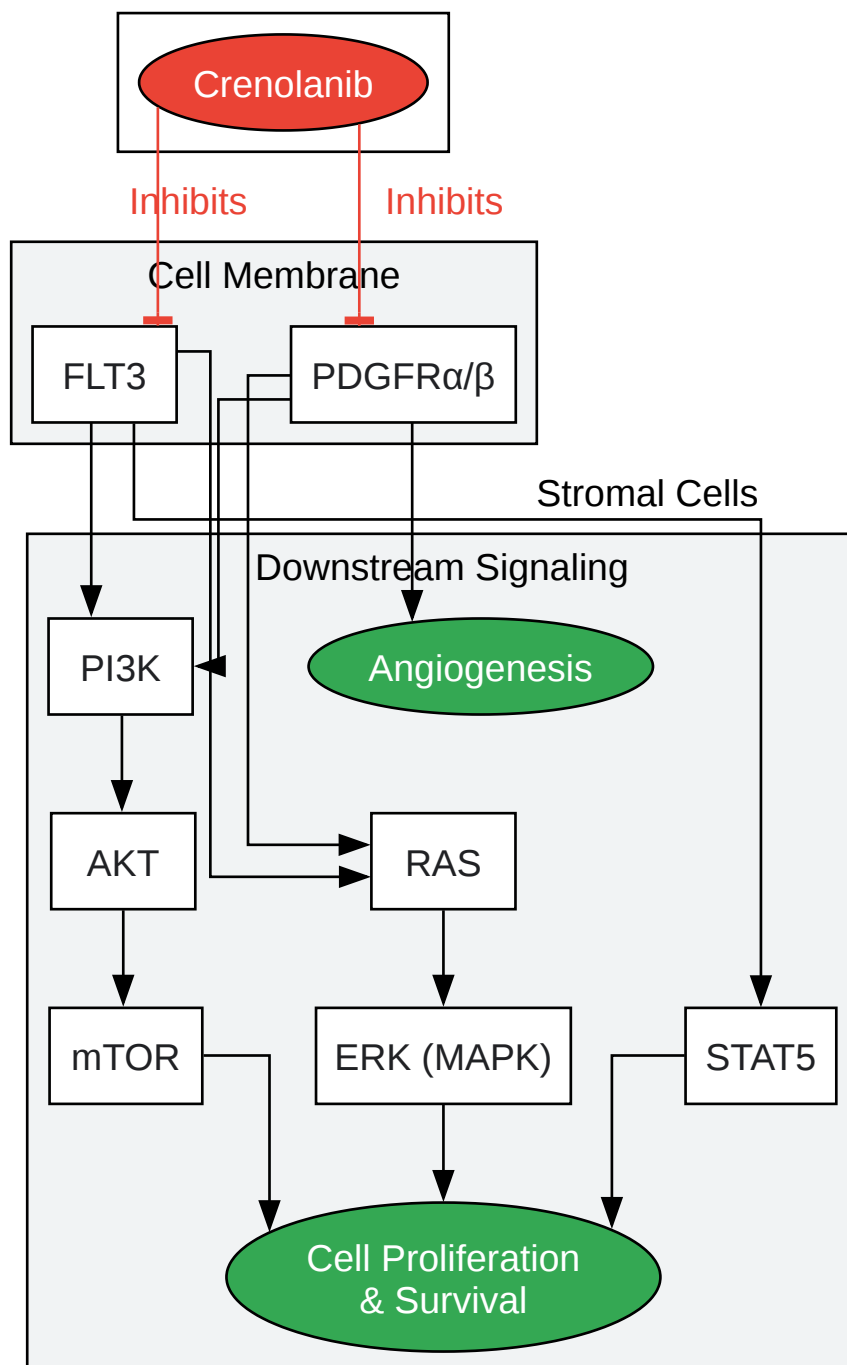 Crenolanib
Inhibits
Inhibits
Cell Membrane
FLT3
PDGFRα/β
Stromal Cells
Downstream Signaling
PI3K
Angiogenesis
AKT
RAS
mTOR
ERK (MAPK)
STAT5
Cell Proliferation
& Survival